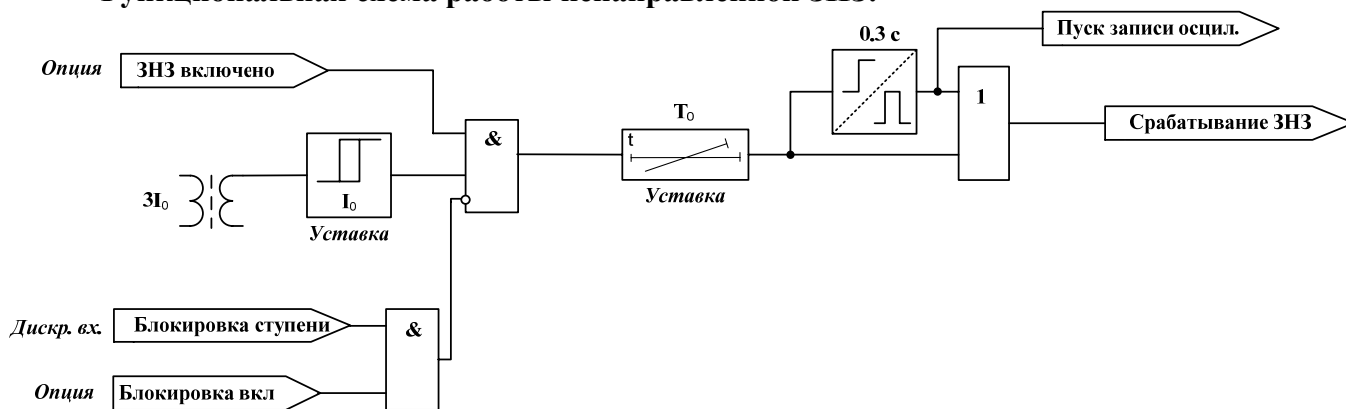 Функциональная схема работы ненаправленной ЗНЗ.
0.3 с
Пуск записи осцил.
Опция
ЗНЗ включено
1
Срабатывание ЗНЗ
T₀
&
t
Уставка
3I₀
I₀
Уставка
Дискр. вх.
Блокировка ступени
&
Опция
Блокировка вкл